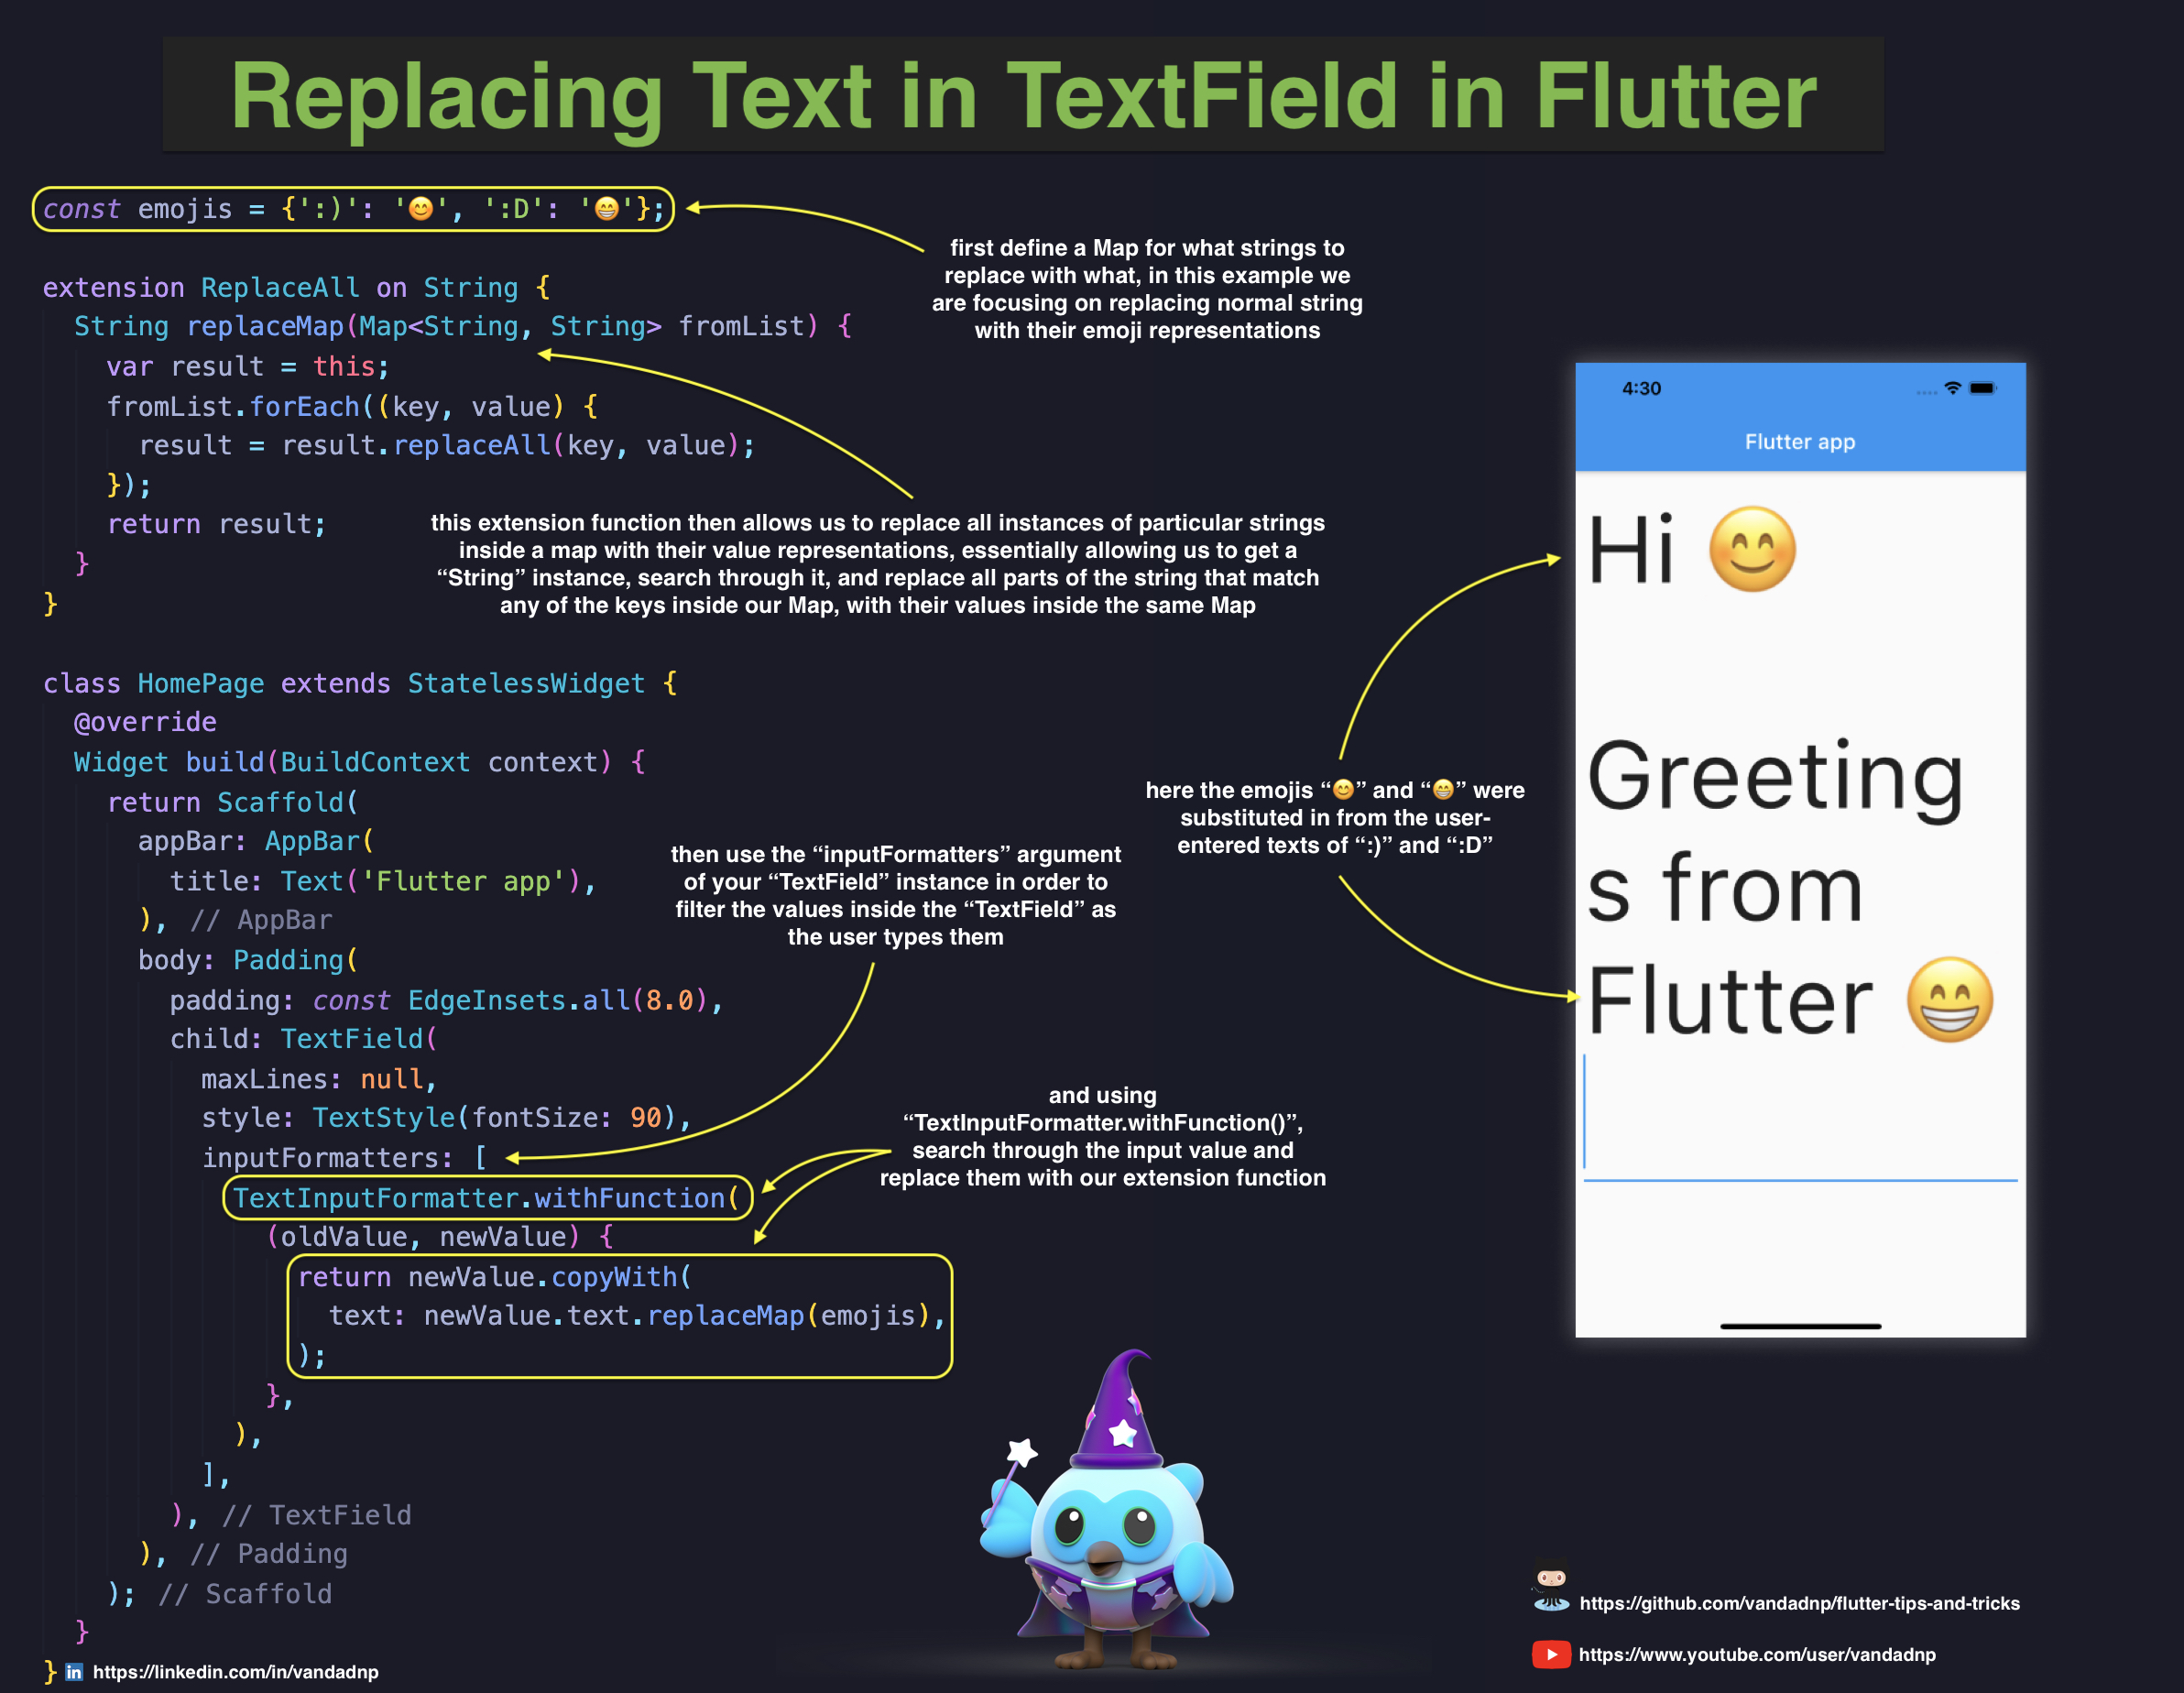 Replacing Text in TextField in Flutter
const emojis = {':)': '😊', ':D': '😁'};
first define a Map for what strings to
replace with what, in this example we
are focusing on replacing normal string
with their emoji representations
extension ReplaceAll on String {
String replaceMap(Map<String, String> fromList) {
var result = this;
fromList.forEach((key, value) {
result = result.replaceAll(key, value);
});
return result;
}
}
this extension function then allows us to replace all instances of particular strings
inside a map with their value representations, essentially allowing us to get a
“String” instance, search through it, and replace all parts of the string that match
any of the keys inside our Map, with their values inside the same Map
class HomePage extends StatelessWidget {
@override
Widget build(BuildContext context) {
return Scaffold(
appBar: AppBar(
title: Text('Flutter app'),
), // AppBar
body: Padding(
padding: const EdgeInsets.all(8.0),
child: TextField(
maxLines: null,
style: TextStyle(fontSize: 90),
inputFormatters: [
TextInputFormatter.withFunction(
(oldValue, newValue) {
return newValue.copyWith(
text: newValue.text.replaceMap(emojis),
);
},
),
],
), // TextField
), // Padding
); // Scaffold
}
}
then use the “inputFormatters” argument
of your “TextField” instance in order to
filter the values inside the “TextField” as
the user types them
and using
“TextInputFormatter.withFunction()”,
search through the input value and
replace them with our extension function
here the emojis “😊” and “😁” were
substituted in from the user-
entered texts of “:)” and “:D”
4:30
Flutter app
Hi 😊
Greeting
s from
Flutter 😁
https://linkedin.com/in/vandadnp
https://github.com/vandadnp/flutter-tips-and-tricks
https://www.youtube.com/user/vandadnp